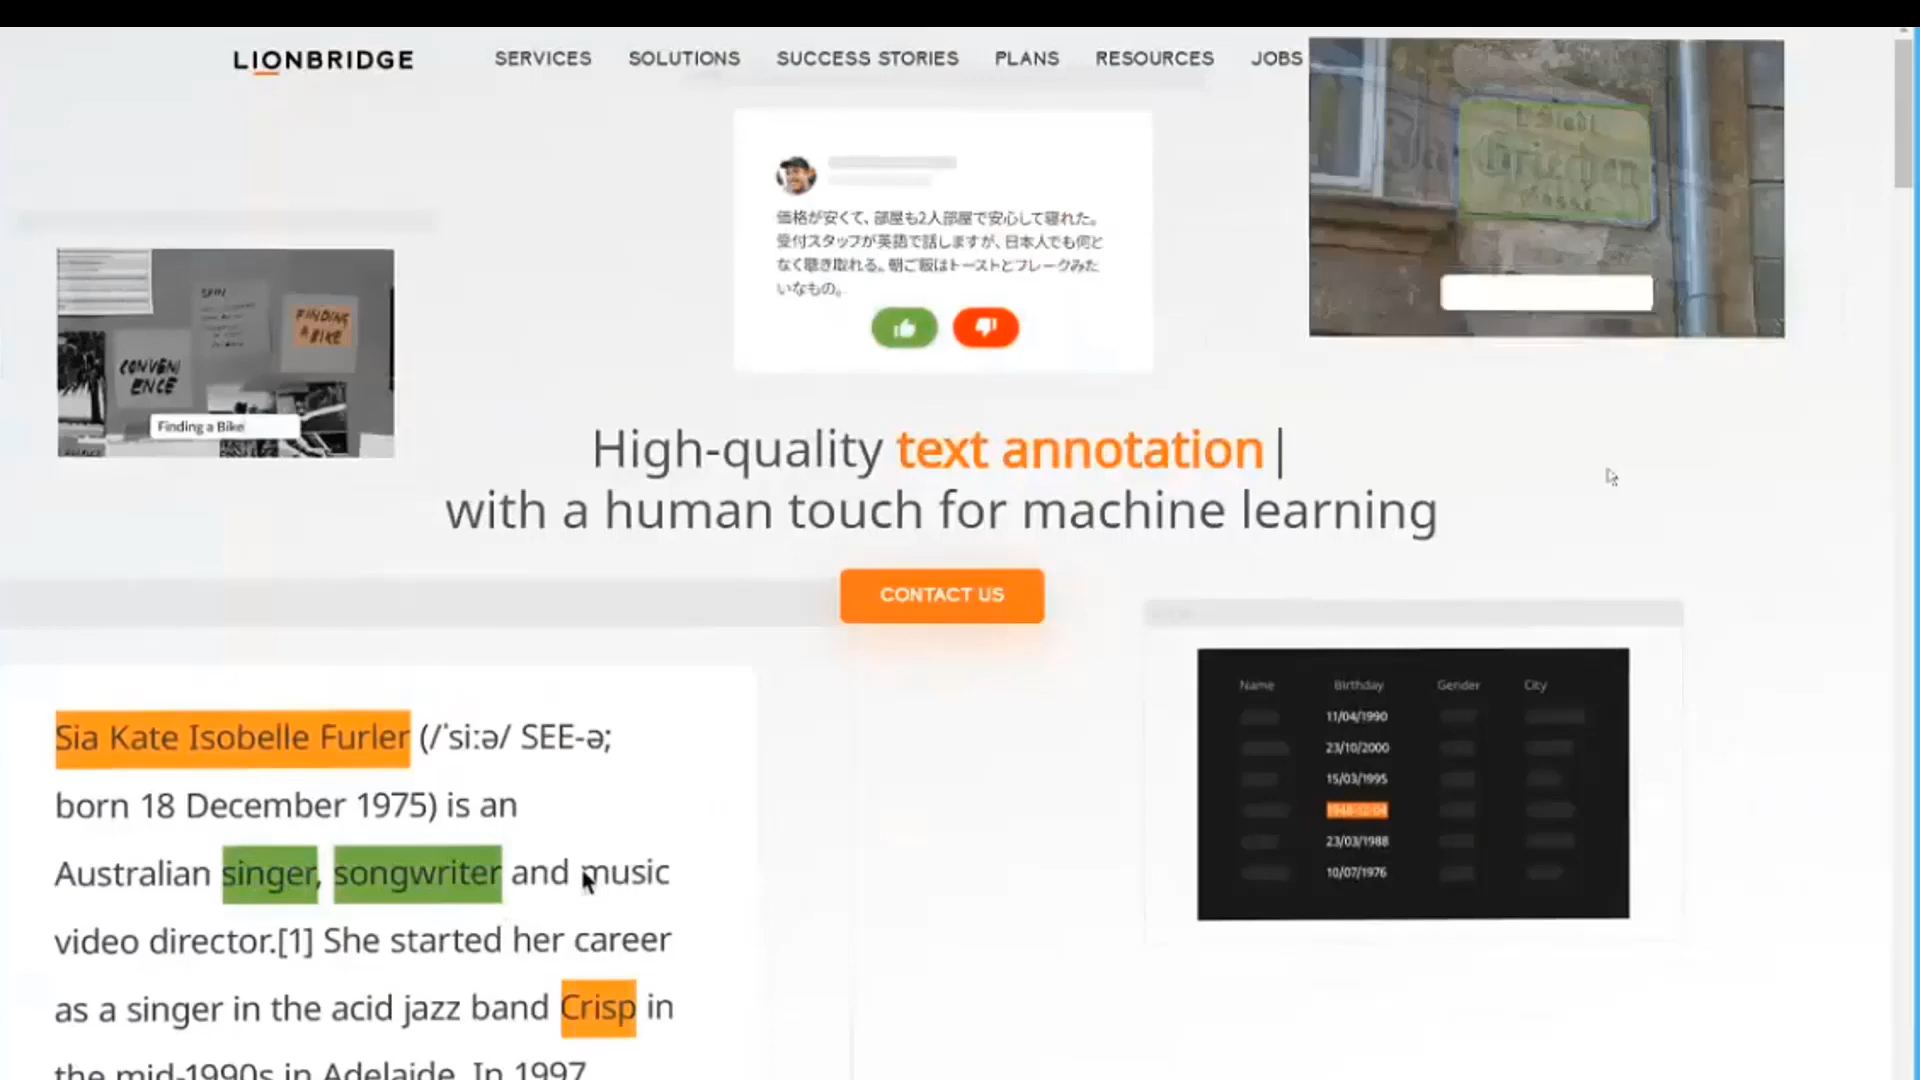 LIONBRIDGE
SERVICES
SOLUTIONS
SUCCESS STORIES
PLANS
RESOURCES
JOBS
価格が安くて、部屋も2人部屋で安心して寝れた。
受付スタッフが英語で話しますが、日本人でも何と
なく聴き取れる。朝ご飯はトーストとフレークみた
いなもの。
FINDING
A BIKE
CONVENI
ENCE
Finding a Bike
High-quality text annotation|
with a human touch for machine learning
CONTACT US
Sia Kate Isobelle Furler (/ˈsiːə/ SEE-ə;
born 18 December 1975) is an
Australian singer, songwriter and music
video director.[1] She started her career
as a singer in the acid jazz band Crisp in
the mid-1990s in Adelaide. In 1997
Name Birthday Gender City
11/04/1990
23/10/2000
15/03/1995
23/03/1988
10/07/1976